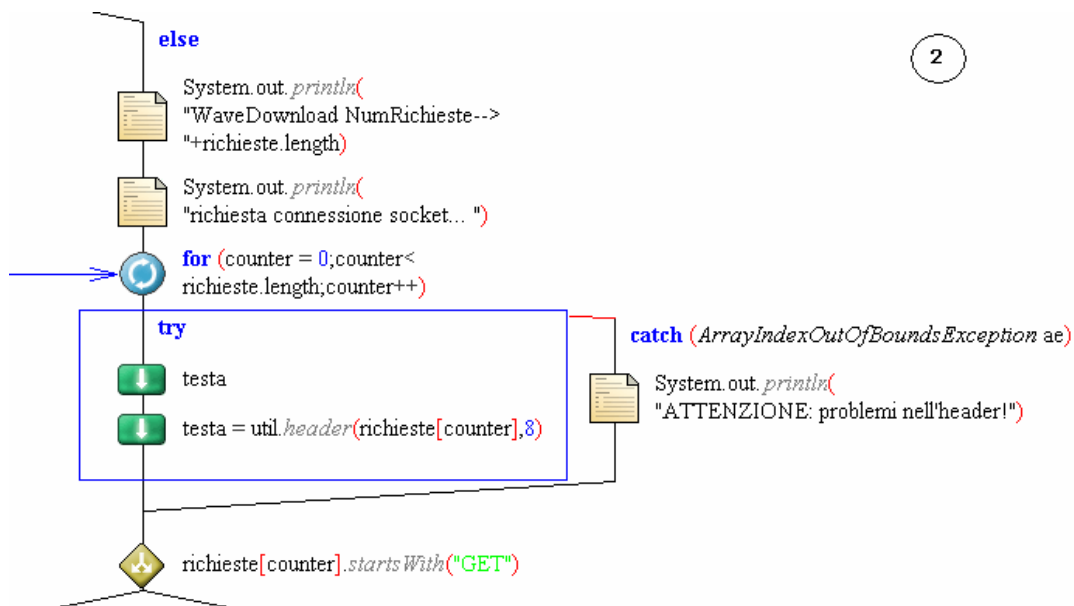 else
2
System.out.println(
"WaveDownload NumRichieste-->
"+richieste.length)
System.out.println(
"richiesta connessione socket... ")
for (counter = 0;counter<
richieste.length;counter++)
try
catch (ArrayIndexOutOfBoundsException ae)
testa
System.out.println(
"ATTENZIONE: problemi nell'header!")
testa = util.header(richieste[counter],8)
richieste[counter].startsWith("GET")